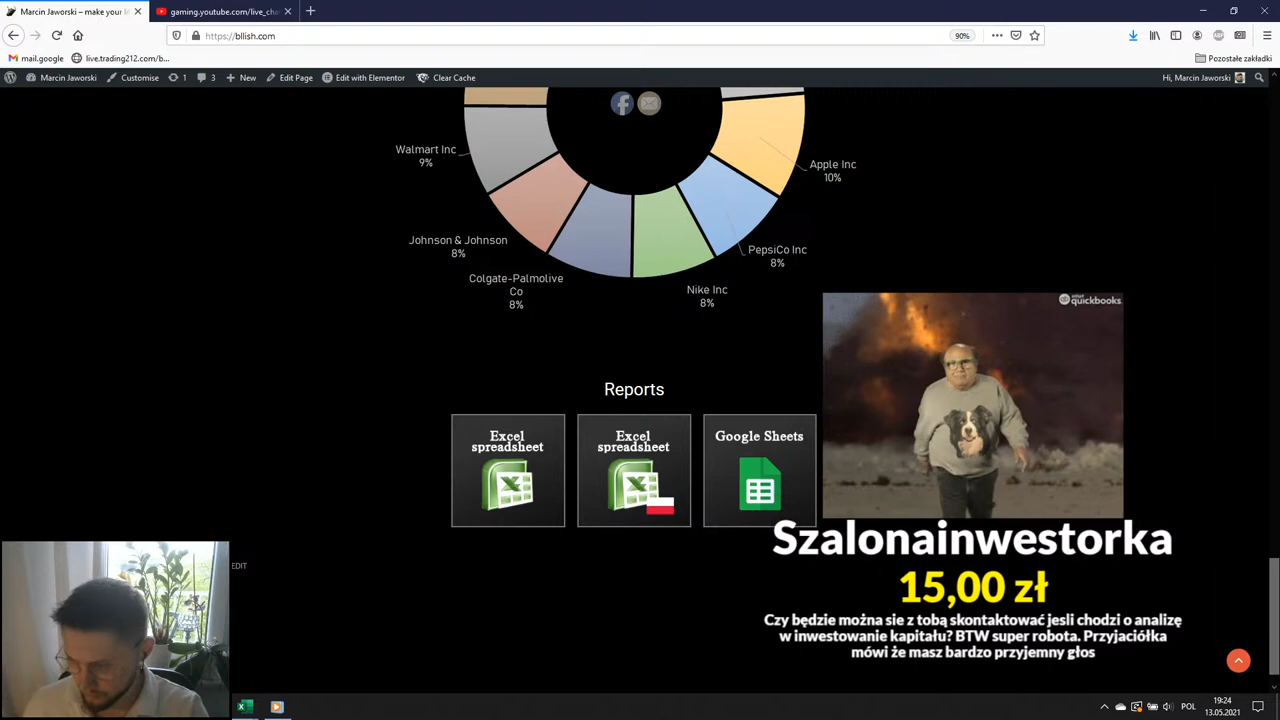 Marcin Jaworski – make your M
gaming.youtube.com/live_cha
https://bllish.com
90%
mail.google
live.trading212.com/b...
Pozostałe zakładki
Marcin Jaworski
Customise
1
3
New
Edit Page
Edit with Elementor
Clear Cache
Hi, Marcin Jaworski
Walmart Inc
9%
Apple Inc
10%
Johnson & Johnson
8%
PepsiCo Inc
8%
Colgate-Palmolive
Co
8%
Nike Inc
8%
quickbooks.
Reports
Excel
spreadsheet
Excel
spreadsheet
Google Sheets
Szalonainwestorka
15,00 zł
Czy będzie można sie z tobą skontaktować jesli chodzi o analizę
w inwestowanie kapitału? BTW super robota. Przyjaciółka
mówi że masz bardzo przyjemny głos
EDIT
POL
19:24
13.05.2021